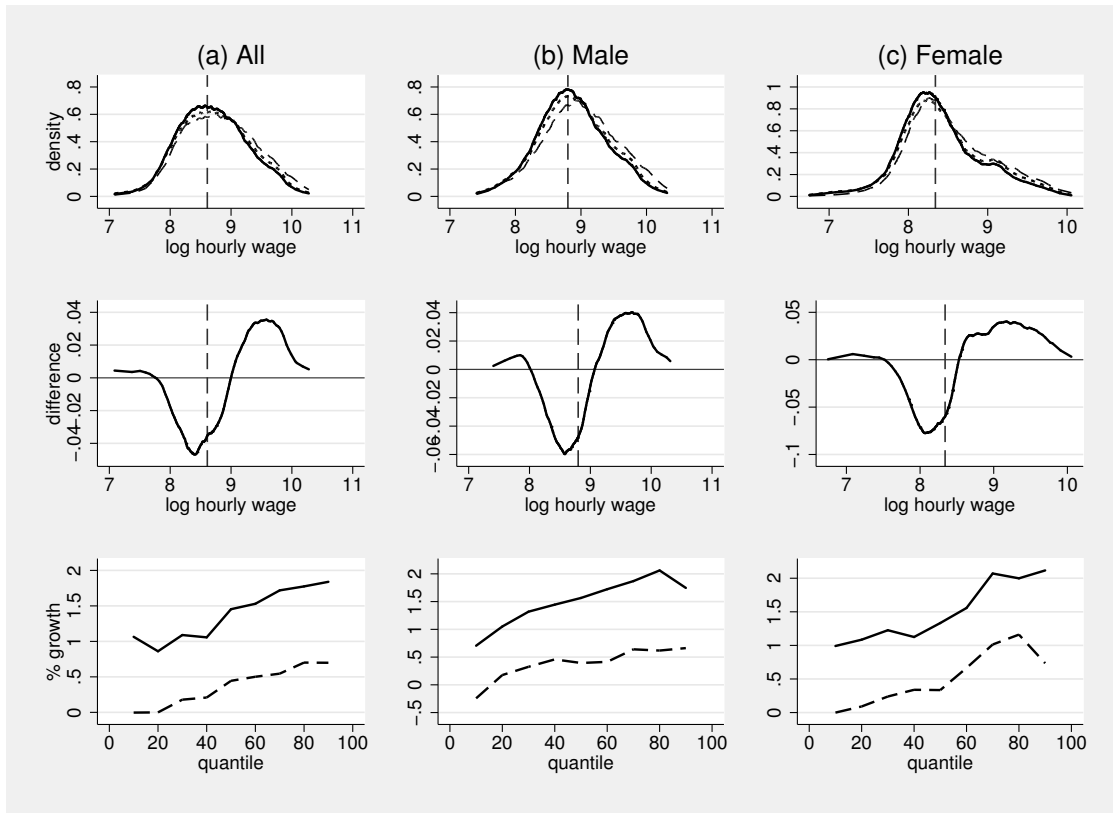 (a) All
(b) Male
(c) Female
density
0 .2 .4 .6 .8
7 8 9 10 11
log hourly wage
0 .2 .4 .6 .8
7 8 9 10 11
log hourly wage
0 .2 .4 .6 .8 1
7 8 9 10
log hourly wage
difference
-.04 -.02 0 .02 .04
7 8 9 10 11
log hourly wage
-.06 -.04 -.02 0 .02 .04
7 8 9 10 11
log hourly wage
-.1 -.05 0 .05
7 8 9 10
log hourly wage
% growth
0 .5 1 1.5 2
0 20 40 60 80 100
quantile
-.5 0 .5 1 1.5 2
0 20 40 60 80 100
quantile
0 .5 1 1.5 2
0 20 40 60 80 100
quantile